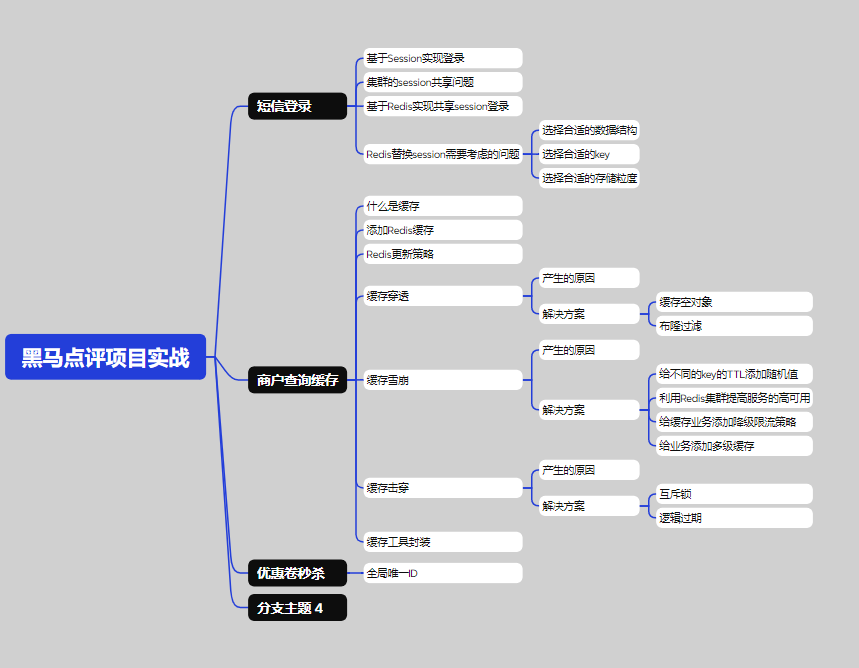 黑马点评项目实战
短信登录
基于Session实现登录
集群的session共享问题
基于Redis实现共享session登录
Redis替换session需要考虑的问题
选择合适的数据结构
选择合适的key
选择合适的存储粒度
商户查询缓存
什么是缓存
添加Redis缓存
Redis更新策略
缓存穿透
产生的原因
解决方案
缓存空对象
布隆过滤
缓存雪崩
产生的原因
解决方案
给不同的key的TTL添加随机值
利用Redis集群提高服务的高可用
给缓存业务添加降级限流策略
给业务添加多级缓存
缓存击穿
产生的原因
解决方案
互斥锁
逻辑过期
缓存工具封装
优惠卷秒杀
全局唯一ID
分支主题 4